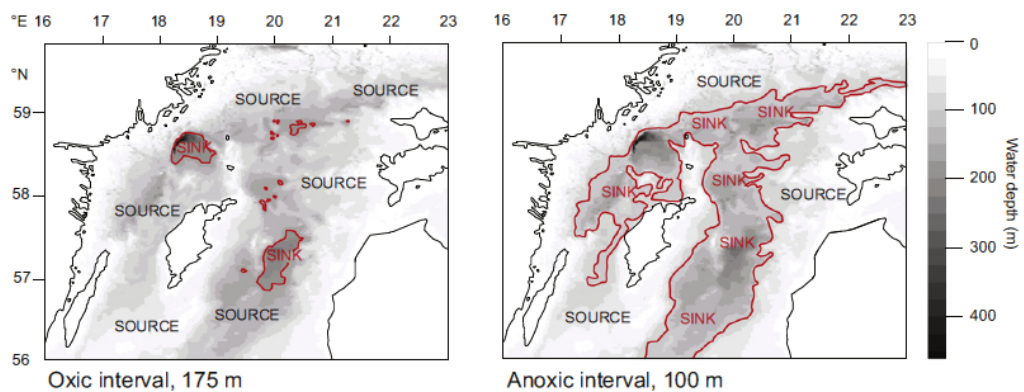 16 17 18 19 20 21 22 23
16 17 18 19 20 21 22 23
°E
°N
59
58
57
56
SOURCE
SOURCE
SINK
SOURCE
SOURCE
SINK
SOURCE
SOURCE
Oxic interval, 175 m
SOURCE
SINK
SINK
SINK
SINK
SOURCE
SINK
SOURCE
SINK
Anoxic interval, 100 m
0
100
200
300
400
Water depth (m)